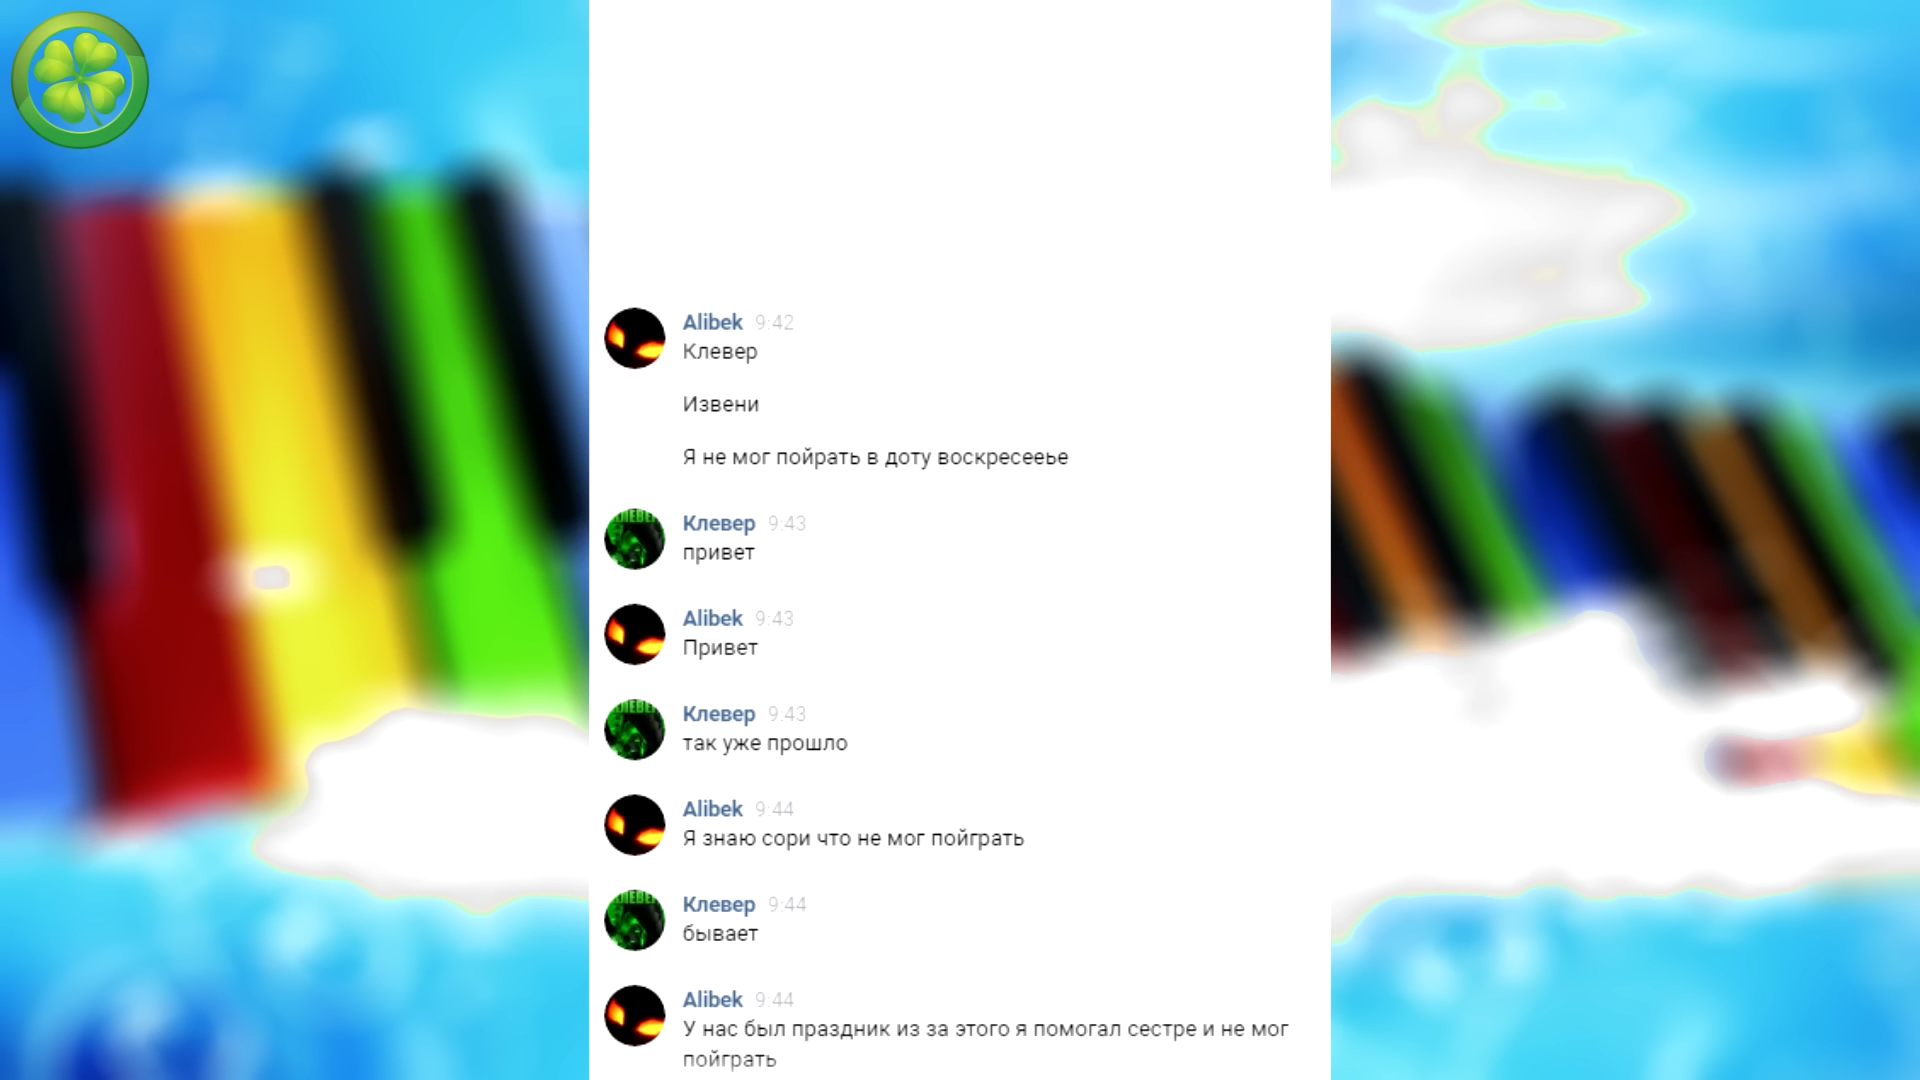 Alibek 9:42
Клевер
Извени
Я не мог пойрать в доту воскресееье
Клевер 9:43
привет
Alibek 9:43
Привет
Клевер 9:43
так уже прошло
Alibek 9:44
Я знаю сори что не мог пойграть
Клевер 9:44
бывает
Alibek 9:44
У нас был праздник из за этого я помогал сестре и не мог
пойграть